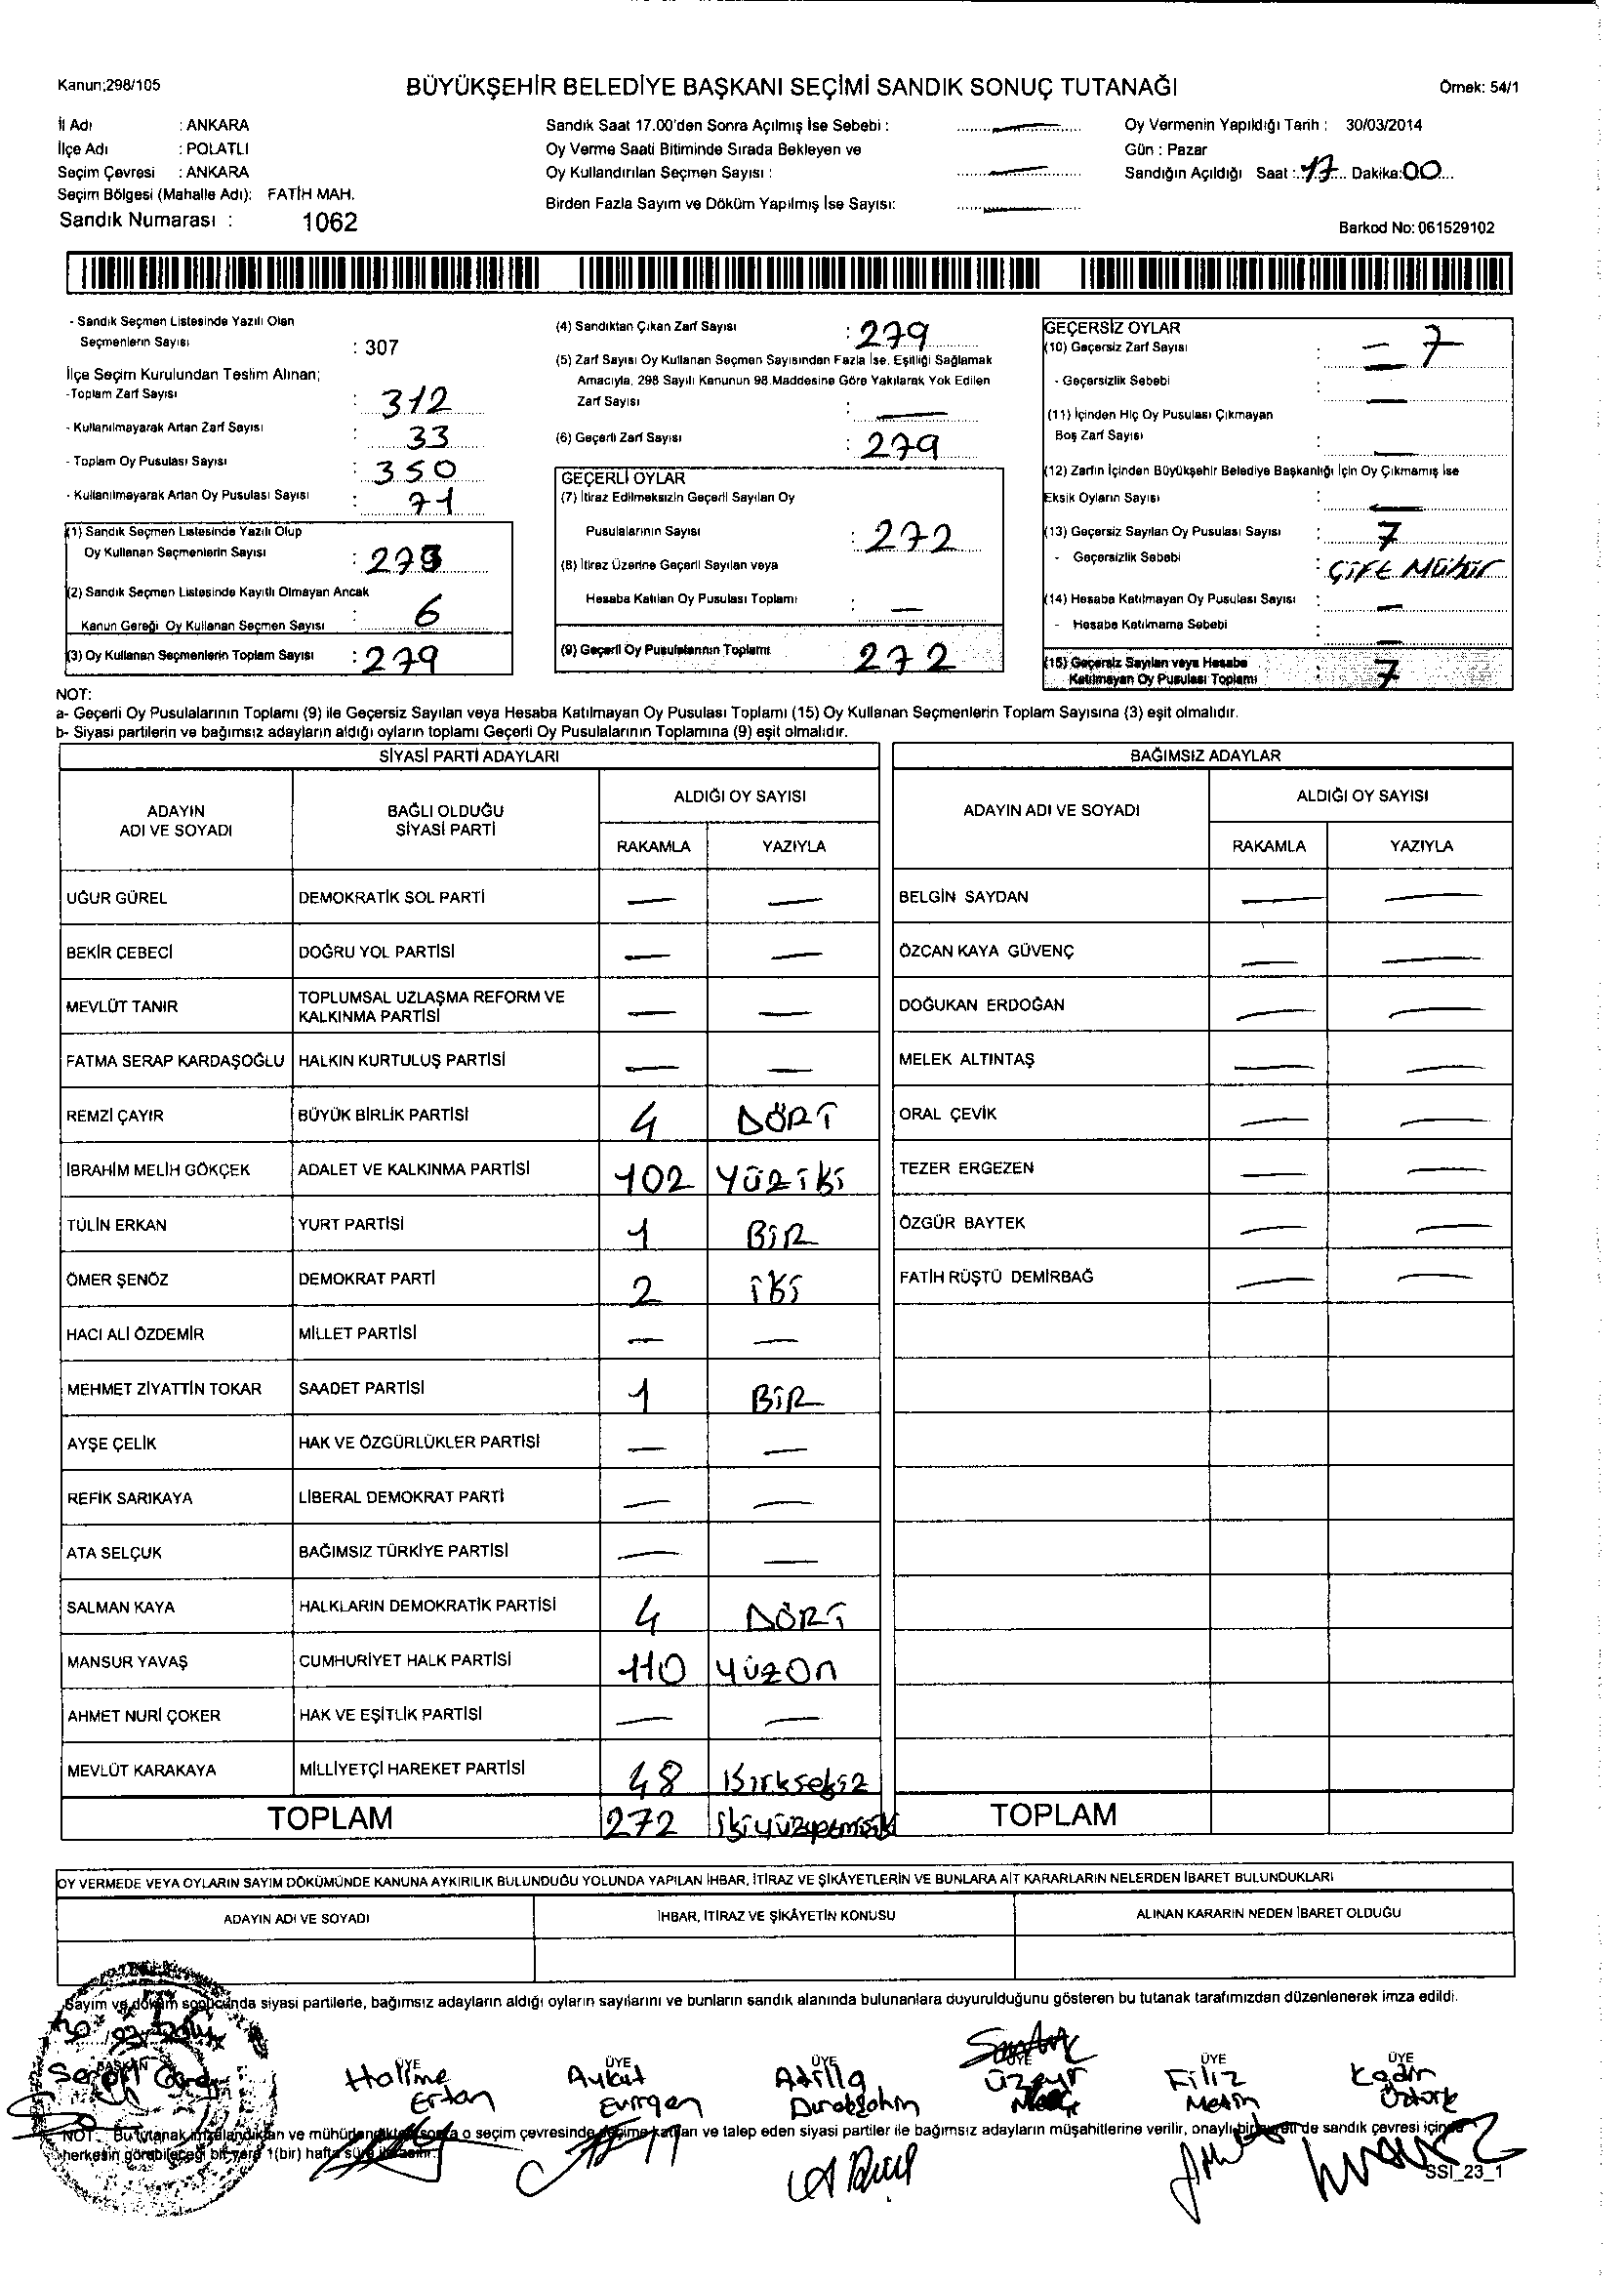 Kanun:298/105
BÜYÜKŞEHİR BELEDİYE BAŞKANI SEÇİMİ SANDIK SONUÇ TUTANAĞI
Örnek: 54/1
İl Adı : ANKARA
İlçe Adı : POLATLI
Seçim Çevresi : ANKARA
Seçim Bölgesi (Mahalle Adı): FATİH MAH.
Sandık Numarası : 1062
Sandık Saat 17.00'den Sonra Açılmış İse Sebebi : —
Oy Verme Saati Bitiminde Sırada Bekleyen ve
Oy Kullandırılan Seçmen Sayısı : —
Birden Fazla Sayım ve Döküm Yapılmış İse Sayısı: —
Oy Vermenin Yapıldığı Tarih : 30/03/2014
Gün : Pazar
Sandığın Açıldığı Saat : 17 Dakika: 00
Barkod No: 061529102
- Sandık Seçmen Listesinde Yazılı Olan
Seçmenlerin Sayısı : 307
İlçe Seçim Kurulundan Teslim Alınan;
-Toplam Zarf Sayısı : 312
- Kullanılmayarak Artan Zarf Sayısı : 33
- Toplam Oy Pusulası Sayısı : 350
- Kullanılmayarak Artan Oy Pusulası Sayısı : 71
(1) Sandık Seçmen Listesinde Yazılı Olup
Oy Kullanan Seçmenlerin Sayısı : 273
(2) Sandık Seçmen Listesinde Kayıtlı Olmayan Ancak
Kanun Gereği Oy Kullanan Seçmen Sayısı : 6
(3) Oy Kullanan Seçmenlerin Toplam Sayısı : 279
(4) Sandıktan Çıkan Zarf Sayısı : 279
(5) Zarf Sayısı Oy Kullanan Seçmen Sayısından Fazla İse, Eşitliği Sağlamak
Amacıyla, 298 Sayılı Kanunun 98.Maddesine Göre Yakılarak Yok Edilen
Zarf Sayısı : —
(6) Geçerli Zarf Sayısı : 279
GEÇERLİ OYLAR
(7) İtiraz Edilmeksizin Geçerli Sayılan Oy
Pusulalarının Sayısı : 272
(8) İtiraz Üzerine Geçerli Sayılan veya
Hesaba Katılan Oy Pusulası Toplamı : —
(9) Geçerli Oy Pusulalarının Toplamı 272
GEÇERSİZ OYLAR
(10) Geçersiz Zarf Sayısı : — 7
- Geçersizlik Sebebi : —
(11) İçinden Hiç Oy Pusulası Çıkmayan
Boş Zarf Sayısı : —
(12) Zarfın İçinden Büyükşehir Belediye Başkanlığı İçin Oy Çıkmamış İse
Eksik Oyların Sayısı : —
(13) Geçersiz Sayılan Oy Pusulası Sayısı : 7
- Geçersizlik Sebebi : Çift Mühür
(14) Hesaba Katılmayan Oy Pusulası Sayısı : —
- Hesaba Katılmama Sebebi : —
(15) Geçersiz Sayılan veya Hesaba
Katılmayan Oy Pusulası Toplamı : 7
NOT:
a- Geçerli Oy Pusulalarının Toplamı (9) ile Geçersiz Sayılan veya Hesaba Katılmayan Oy Pusulası Toplamı (15) Oy Kullanan Seçmenlerin Toplam Sayısına (3) eşit olmalıdır.
b- Siyasi partilerin ve bağımsız adayların aldığı oyların toplamı Geçerli Oy Pusulalarının Toplamına (9) eşit olmalıdır.
SİYASİ PARTİ ADAYLARI
ADAYIN ADI VE SOYADI BAĞLI OLDUĞU SİYASİ PARTİ ALDIĞI OY SAYISI
RAKAMLA YAZIYLA
UĞUR GÜREL DEMOKRATİK SOL PARTİ — —
BEKİR CEBECİ DOĞRU YOL PARTİSİ — —
MEVLÜT TANIR TOPLUMSAL UZLAŞMA REFORM VE KALKINMA PARTİSİ — —
FATMA SERAP KARDAŞOĞLU HALKIN KURTULUŞ PARTİSİ — —
REMZİ ÇAYIR BÜYÜK BİRLİK PARTİSİ 4 DÖRT
İBRAHİM MELİH GÖKÇEK ADALET VE KALKINMA PARTİSİ 102 YÜZ İKİ
TÜLİN ERKAN YURT PARTİSİ 1 BİR
ÖMER ŞENÖZ DEMOKRAT PARTİ 2 İKİ
HACI ALİ ÖZDEMİR MİLLET PARTİSİ — —
MEHMET ZİYATTİN TOKAR SAADET PARTİSİ 1 BİR
AYŞE ÇELİK HAK VE ÖZGÜRLÜKLER PARTİSİ — —
REFİK SARIKAYA LİBERAL DEMOKRAT PARTİ — —
ATA SELÇUK BAĞIMSIZ TÜRKİYE PARTİSİ — —
SALMAN KAYA HALKLARIN DEMOKRATİK PARTİSİ 4 DÖRT
MANSUR YAVAŞ CUMHURİYET HALK PARTİSİ 110 YÜZON
AHMET NURİ ÇOKER HAK VE EŞİTLİK PARTİSİ — —
MEVLÜT KARAKAYA MİLLİYETÇİ HAREKET PARTİSİ 48 Kırksekiz
TOPLAM 272 ikiyüzyetmişiki
BAĞIMSIZ ADAYLAR
ADAYIN ADI VE SOYADI ALDIĞI OY SAYISI
RAKAMLA YAZIYLA
BELGİN SAYDAN — —
ÖZCAN KAYA GÜVENÇ — —
DOĞUKAN ERDOĞAN — —
MELEK ALTINTAŞ — —
ORAL ÇEVİK — —
TEZER ERGEZEN — —
ÖZGÜR BAYTEK — —
FATİH RÜŞTÜ DEMİRBAĞ — —
TOPLAM
OY VERMEDE VEYA OYLARIN SAYIM DÖKÜMÜNDE KANUNA AYKIRILIK BULUNDUĞU YOLUNDA YAPILAN İHBAR, İTİRAZ VE ŞİKÂYETLERİN VE BUNLARA AİT KARARLARIN NELERDEN İBARET BULUNDUKLARI
ADAYIN ADI VE SOYADI İHBAR, İTİRAZ VE ŞİKÂYETİN KONUSU ALINAN KARARIN NEDEN İBARET OLDUĞU
Sayım ve döküm sonucunda siyasi partilerle, bağımsız adayların aldığı oyların sayılarını ve bunların sandık alanında bulunanlara duyurulduğunu gösteren bu tutanak tarafımızdan düzenlenerek imza edildi.
BAŞKAN ÜYE ÜYE ÜYE ÜYE ÜYE ÜYE
Halime Aykut Atilla Üzeyr Filiz Kadir
Ertan Evirgen Durakşahin Metin Öztürk
NOT: Bu tutanak imzalandıktan ve mühürlendikten sonra o seçim çevresinde seçime katılan ve talep eden siyasi partiler ile bağımsız adayların müşahitlerine verilir, onaylı bir sureti de sandık çevresi içinde
herkesin görebileceği bir yere 1(bir) hafta süre ile asılır.
SSI_23_1